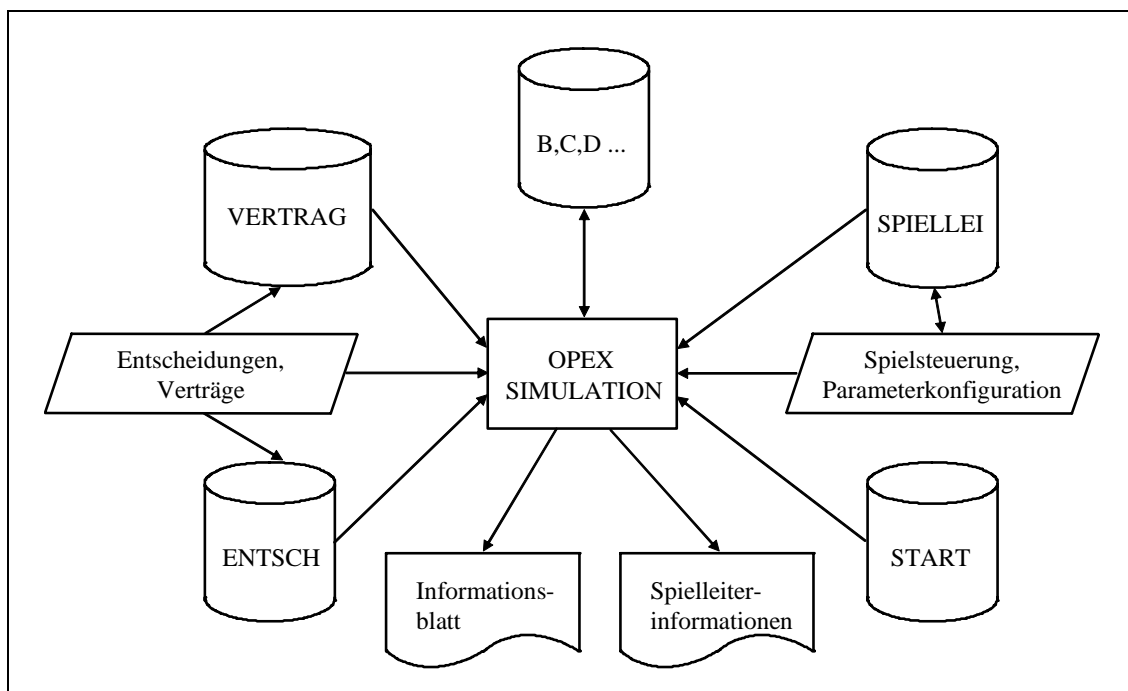 B,C,D ...
VERTRAG
SPIELLEI
Entscheidungen,
Verträge
OPEX
SIMULATION
Spielsteuerung,
Parameterkonfiguration
ENTSCH
Informations-
blatt
Spielleiter-
informationen
START